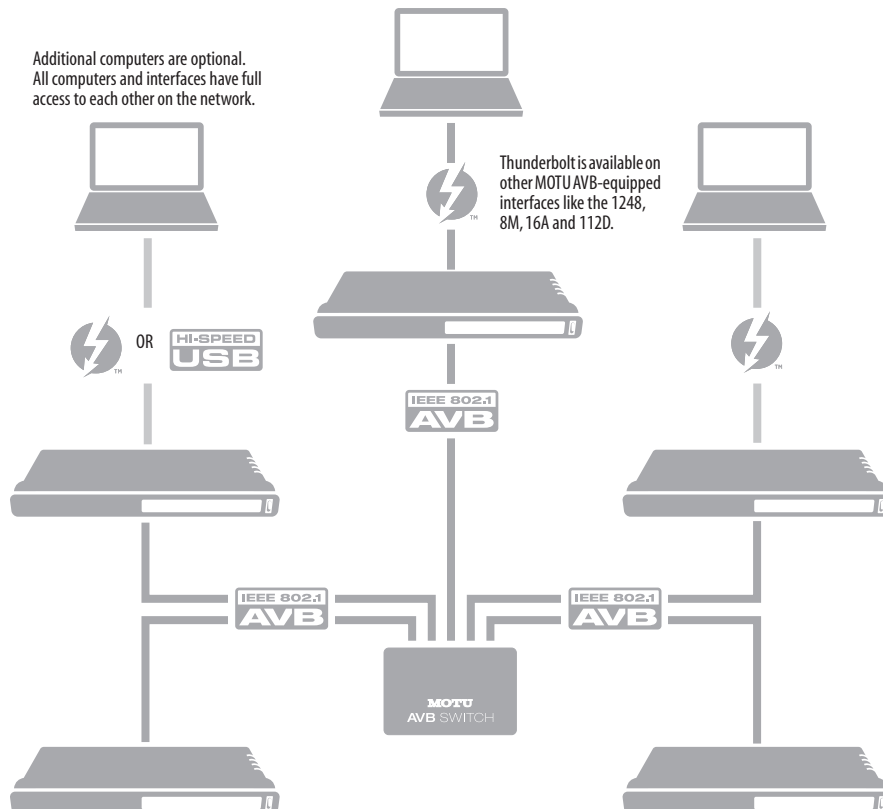 Additional computers are optional.
All computers and interfaces have full
access to each other on the network.
Thunderbolt is available on
other MOTU AVB-equipped
interfaces like the 1248,
8M, 16A and 112D.
TM
TM
OR
HI-SPEED
USB
TM
IEEE 802.1
AVB
IEEE 802.1
AVB
IEEE 802.1
AVB
MOTU
AVB SWITCH